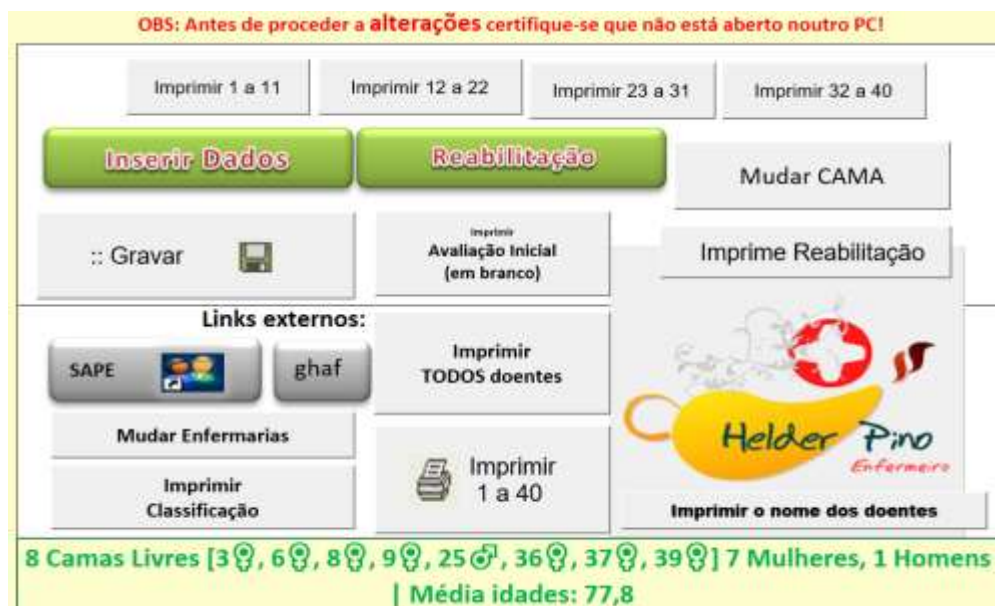 OBS: Antes de proceder a alterações certifique-se que não está aberto noutro PC!
Imprimir 1 a 11
Imprimir 12 a 22
Imprimir 23 a 31
Imprimir 32 a 40
Inserir Dados
Reabilitação
Mudar CAMA
:: Gravar
Imprimir
Avaliação Inicial
(em branco)
Imprime Reabilitação
Links externos:
SAPE
ghaf
Imprimir
TODOS doentes
Mudar Enfermarias
Imprimir
Classificação
Imprimir
1 a 40
Helder Pino
Enfermeiro
Imprimir o nome dos doentes
8 Camas Livres [3♀, 6♀, 8♀, 9♀, 25♂, 36♀, 37♀, 39♀] 7 Mulheres, 1 Homens
| Média idades: 77,8